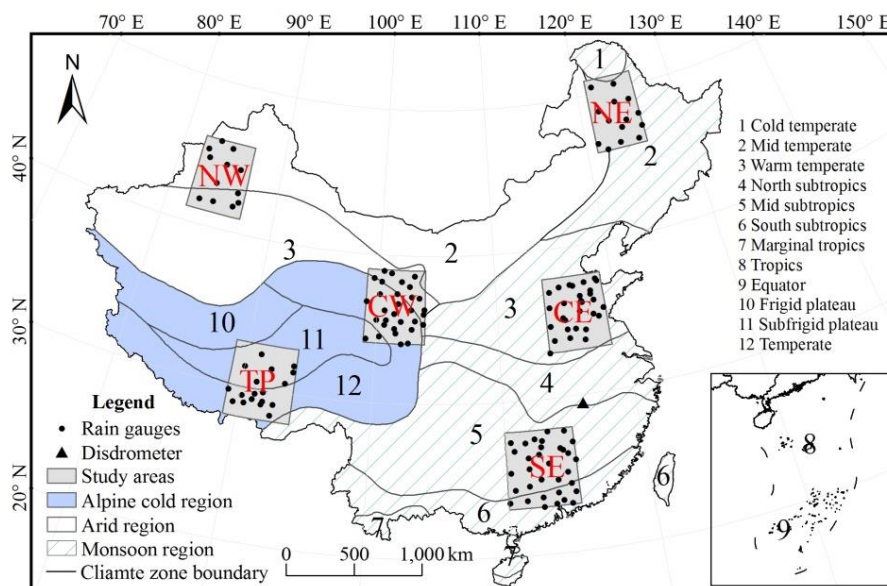 70° E 80° E 90° E 100° E 110° E 120° E 130° E 140° E 150° E
N
40° N
30° N
20° N
1
NE
2
NW
3
2
CW
3
CE
10
11
TP
12
4
5
SE
6
6
7
7
8
9
1 Cold temperate
2 Mid temperate
3 Warm temperate
4 North subtropics
5 Mid subtropics
6 South subtropics
7 Marginal tropics
8 Tropics
9 Equator
10 Frigid plateau
11 Subfrigid plateau
12 Temperate
Legend
Rain gauges
Disdrometer
Study areas
Alpine cold region
Arid region
Monsoon region
Cliamte zone boundary
0 500 1,000 km